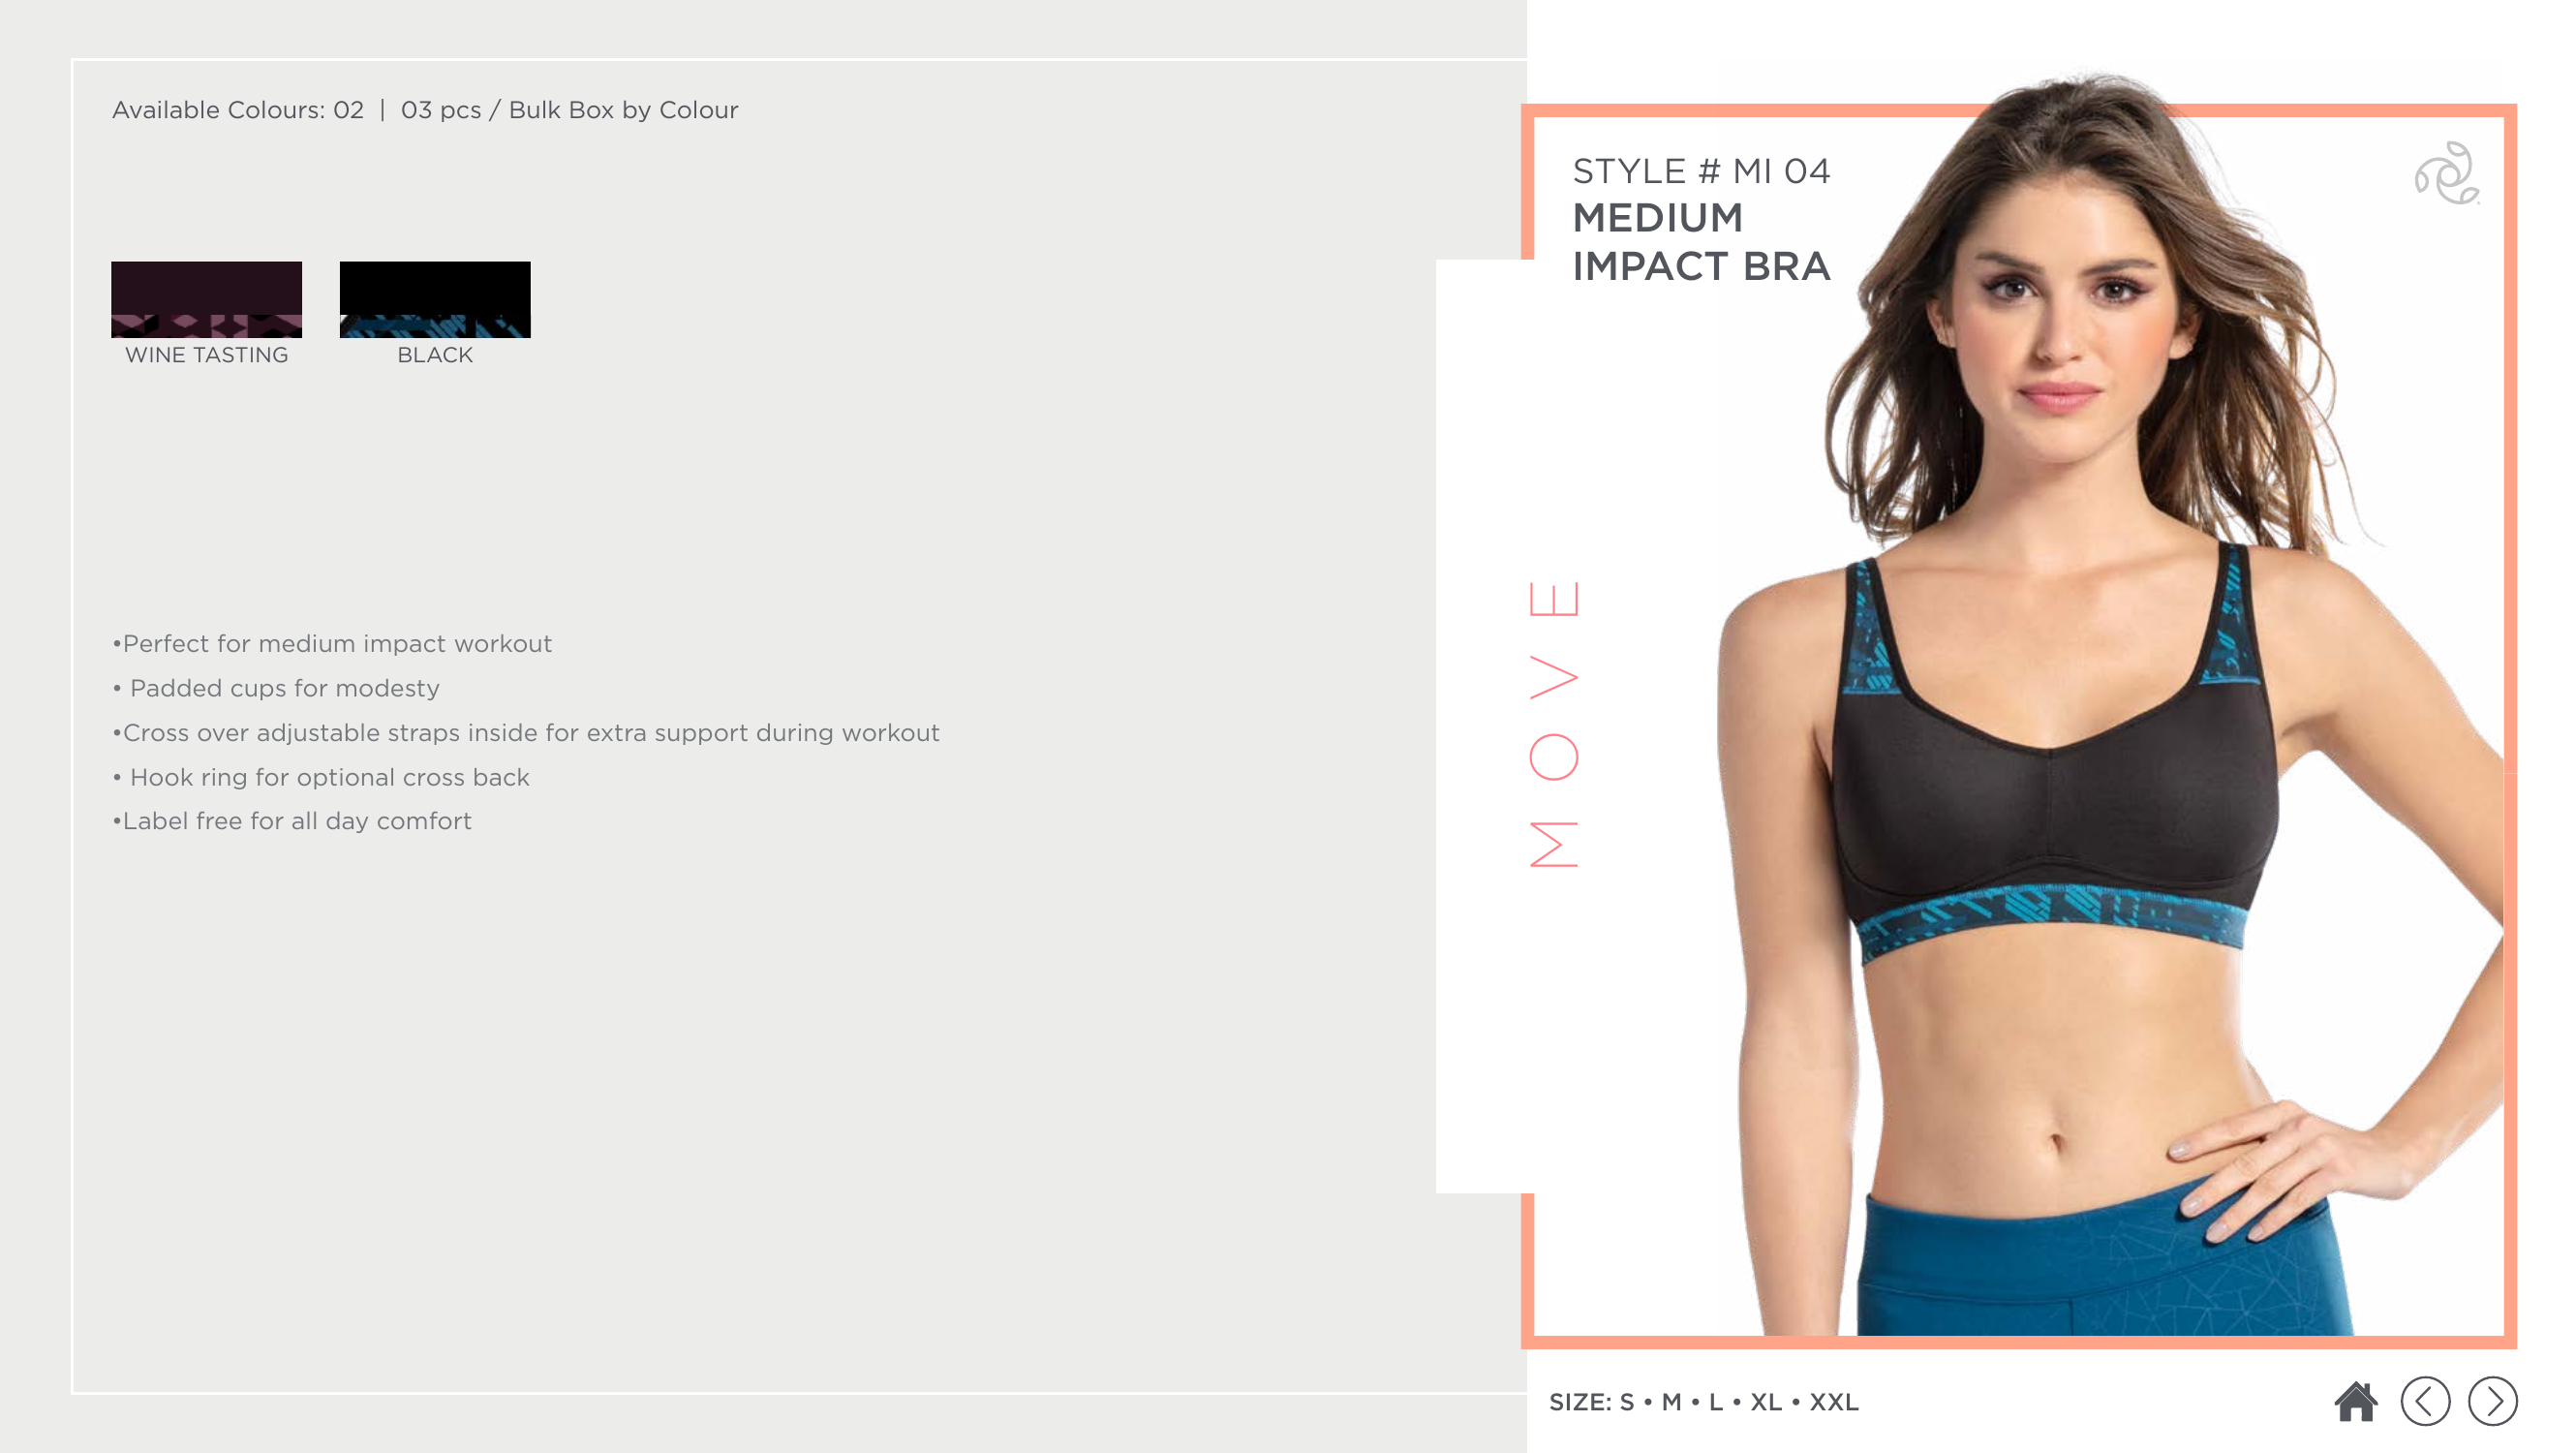 Available Colours: 02 | 03 pcs / Bulk Box by Colour
WINE TASTING
BLACK
•Perfect for medium impact workout
• Padded cups for modesty
•Cross over adjustable straps inside for extra support during workout
• Hook ring for optional cross back
•Label free for all day comfort
STYLE # MI 04
MEDIUM
IMPACT BRA
MOVE
SIZE: S • M • L • XL • XXL